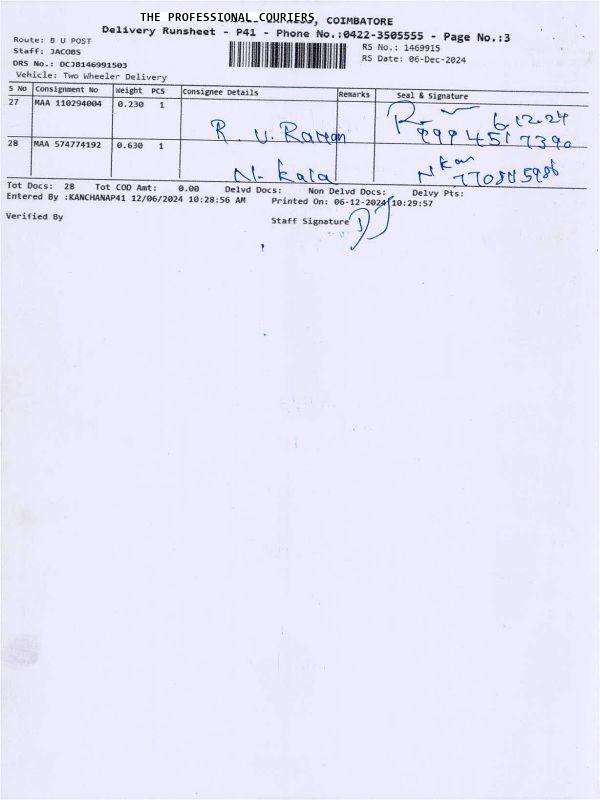 THE PROFESSIONAL COURIERS, COIMBATORE
Delivery Runsheet - P41 - Phone No.:0422-3505555 - Page No.:3
Route: B U POST
Staff: JACOBS
RS No.: 1469915
DRS No.: DCJB146991503
RS Date: 06-Dec-2024
Vehicle: Two Wheeler Delivery
S No Consignment No Weight PCS Consignee Details Remarks Seal & Signature
27 MAA 110294004 0.230 1 R. U. Raman 6.12.24
9994517390
28 MAA 574774192 0.630 1 N. Kala
Tot Docs: 28 Tot COD Amt: 0.00 Delvd Docs: Non Delvd Docs: Delvy Pts:
Entered By :KANCHANAP41 12/06/2024 10:28:56 AM Printed On: 06-12-2024 10:29:57
Verified By Staff Signature